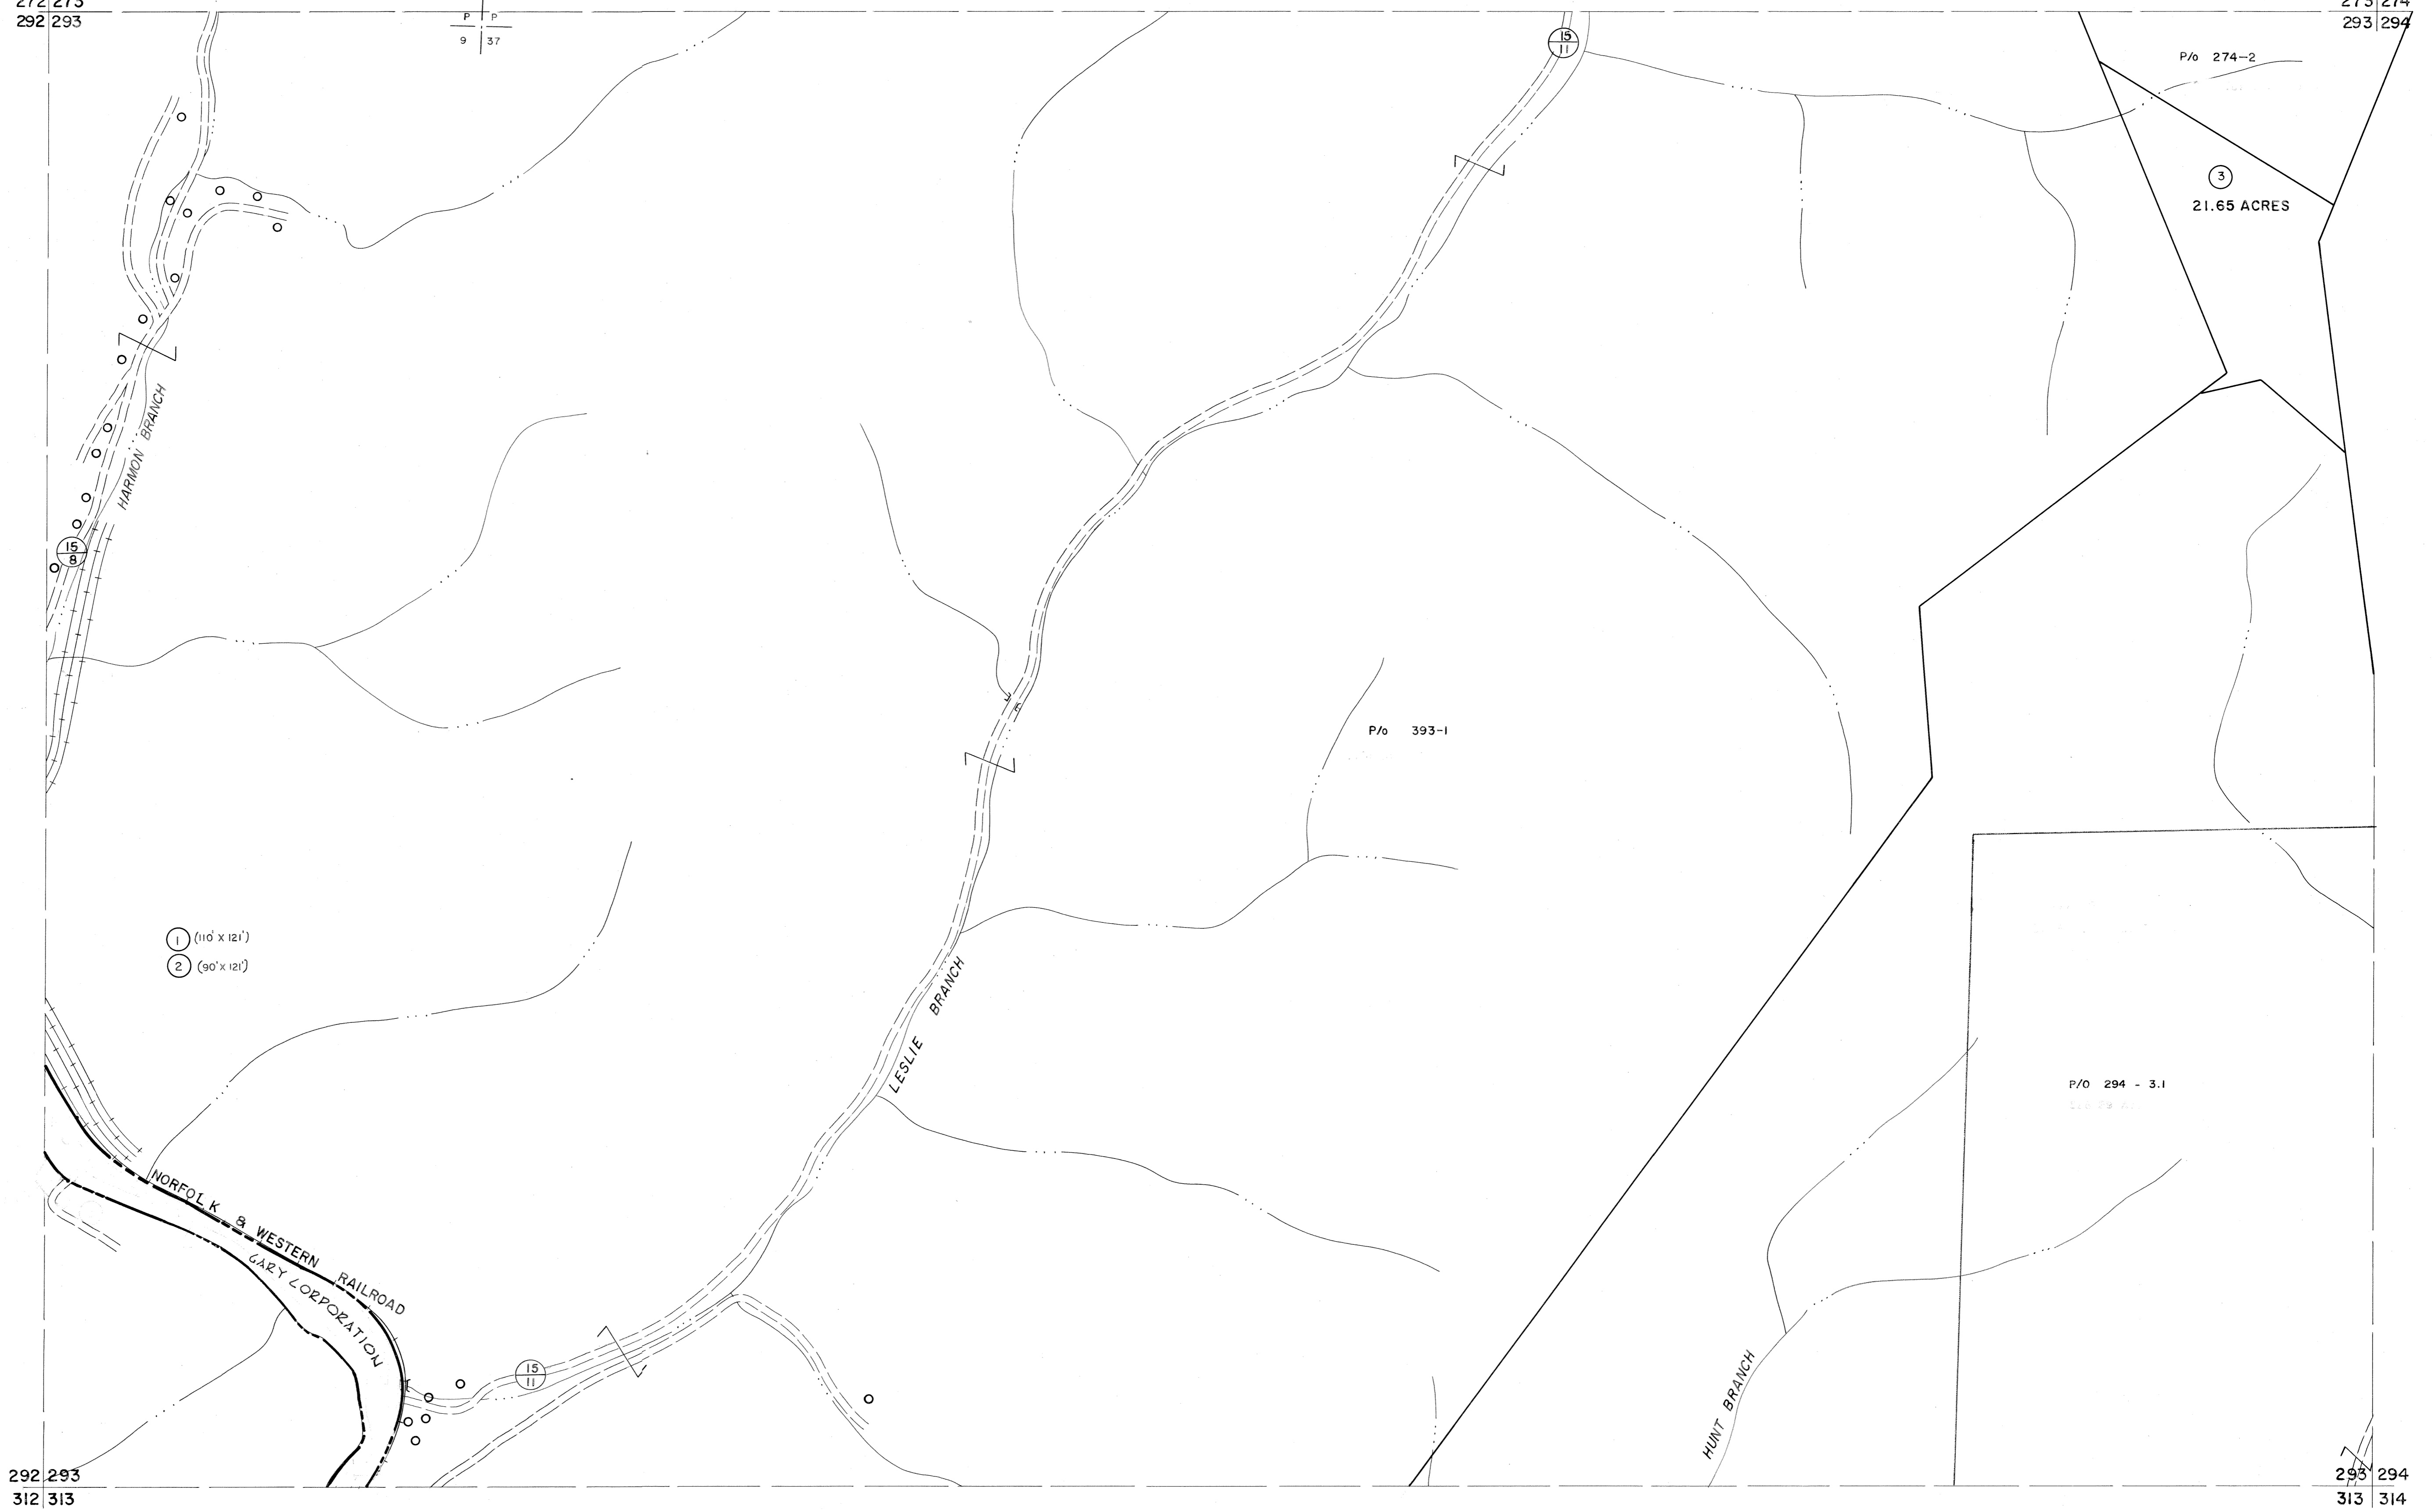 272 273
273 274
292 293
293 294
P P
9 37
15
11
P/o 274-2
3
21.65 ACRES
HARMON BRANCH
15
8
P/o 393-1
1 (110' X 121')
2 (90' X 121')
LESLIE BRANCH
P/O 294 - 3.1
NORFOLK & WESTERN RAILROAD
GARY CORPORATION
15
11
HUNT BRANCH
292 293
293 294
312 313
313 314